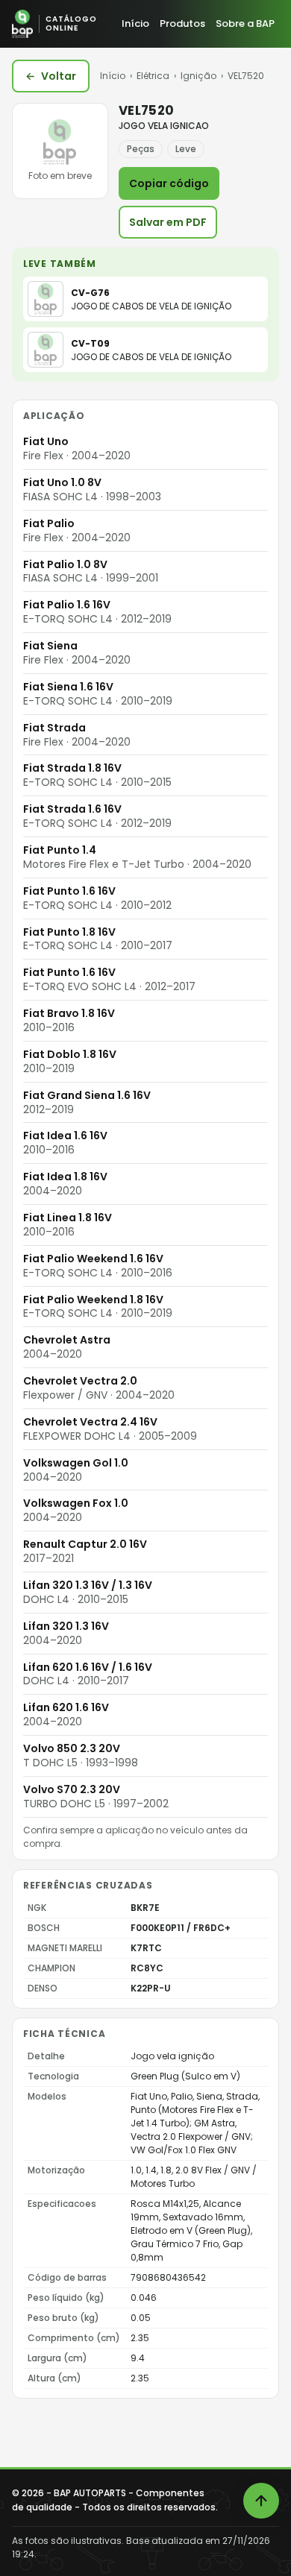 bap
CATÁLOGO
ONLINE
Início
Produtos
Sobre a BAP
← Voltar
Início › Elétrica › Ignição › VEL7520
bap
Foto em breve
VEL7520
JOGO VELA IGNICAO
Peças
Leve
Copiar código
Salvar em PDF
LEVE TAMBÉM
bap
CV-G76
JOGO DE CABOS DE VELA DE IGNIÇÃO
bap
CV-T09
JOGO DE CABOS DE VELA DE IGNIÇÃO
APLICAÇÃO
Fiat Uno
Fire Flex · 2004–2020
Fiat Uno 1.0 8V
FIASA SOHC L4 · 1998–2003
Fiat Palio
Fire Flex · 2004–2020
Fiat Palio 1.0 8V
FIASA SOHC L4 · 1999–2001
Fiat Palio 1.6 16V
E-TORQ SOHC L4 · 2012–2019
Fiat Siena
Fire Flex · 2004–2020
Fiat Siena 1.6 16V
E-TORQ SOHC L4 · 2010–2019
Fiat Strada
Fire Flex · 2004–2020
Fiat Strada 1.8 16V
E-TORQ SOHC L4 · 2010–2015
Fiat Strada 1.6 16V
E-TORQ SOHC L4 · 2012–2019
Fiat Punto 1.4
Motores Fire Flex e T-Jet Turbo · 2004–2020
Fiat Punto 1.6 16V
E-TORQ SOHC L4 · 2010–2012
Fiat Punto 1.8 16V
E-TORQ SOHC L4 · 2010–2017
Fiat Punto 1.6 16V
E-TORQ EVO SOHC L4 · 2012–2017
Fiat Bravo 1.8 16V
2010–2016
Fiat Doblo 1.8 16V
2010–2019
Fiat Grand Siena 1.6 16V
2012–2019
Fiat Idea 1.6 16V
2010–2016
Fiat Idea 1.8 16V
2004–2020
Fiat Linea 1.8 16V
2010–2016
Fiat Palio Weekend 1.6 16V
E-TORQ SOHC L4 · 2010–2016
Fiat Palio Weekend 1.8 16V
E-TORQ SOHC L4 · 2010–2019
Chevrolet Astra
2004–2020
Chevrolet Vectra 2.0
Flexpower / GNV · 2004–2020
Chevrolet Vectra 2.4 16V
FLEXPOWER DOHC L4 · 2005–2009
Volkswagen Gol 1.0
2004–2020
Volkswagen Fox 1.0
2004–2020
Renault Captur 2.0 16V
2017–2021
Lifan 320 1.3 16V / 1.3 16V
DOHC L4 · 2010–2015
Lifan 320 1.3 16V
2004–2020
Lifan 620 1.6 16V / 1.6 16V
DOHC L4 · 2010–2017
Lifan 620 1.6 16V
2004–2020
Volvo 850 2.3 20V
T DOHC L5 · 1993–1998
Volvo S70 2.3 20V
TURBO DOHC L5 · 1997–2002
Confira sempre a aplicação no veículo antes da
compra.
REFERÊNCIAS CRUZADAS
NGK BKR7E
BOSCH F000KE0P11 / FR6DC+
MAGNETI MARELLI K7RTC
CHAMPION RC8YC
DENSO K22PR-U
FICHA TÉCNICA
Detalhe Jogo vela ignição
Tecnologia Green Plug (Sulco em V)
Modelos Fiat Uno, Palio, Siena, Strada,
Punto (Motores Fire Flex e T-
Jet 1.4 Turbo); GM Astra,
Vectra 2.0 Flexpower / GNV;
VW Gol/Fox 1.0 Flex GNV
Motorização 1.0, 1.4, 1.8, 2.0 8V Flex / GNV /
Motores Turbo
Especificacoes Rosca M14x1,25, Alcance
19mm, Sextavado 16mm,
Eletrodo em V (Green Plug),
Grau Térmico 7 Frio, Gap
0,8mm
Código de barras 7908680436542
Peso líquido (kg) 0.046
Peso bruto (kg) 0.05
Comprimento (cm) 2.35
Largura (cm) 9.4
Altura (cm) 2.35
© 2026 - BAP AUTOPARTS - Componentes
de qualidade - Todos os direitos reservados.
As fotos são ilustrativas. Base atualizada em 27/11/2026
19:24.